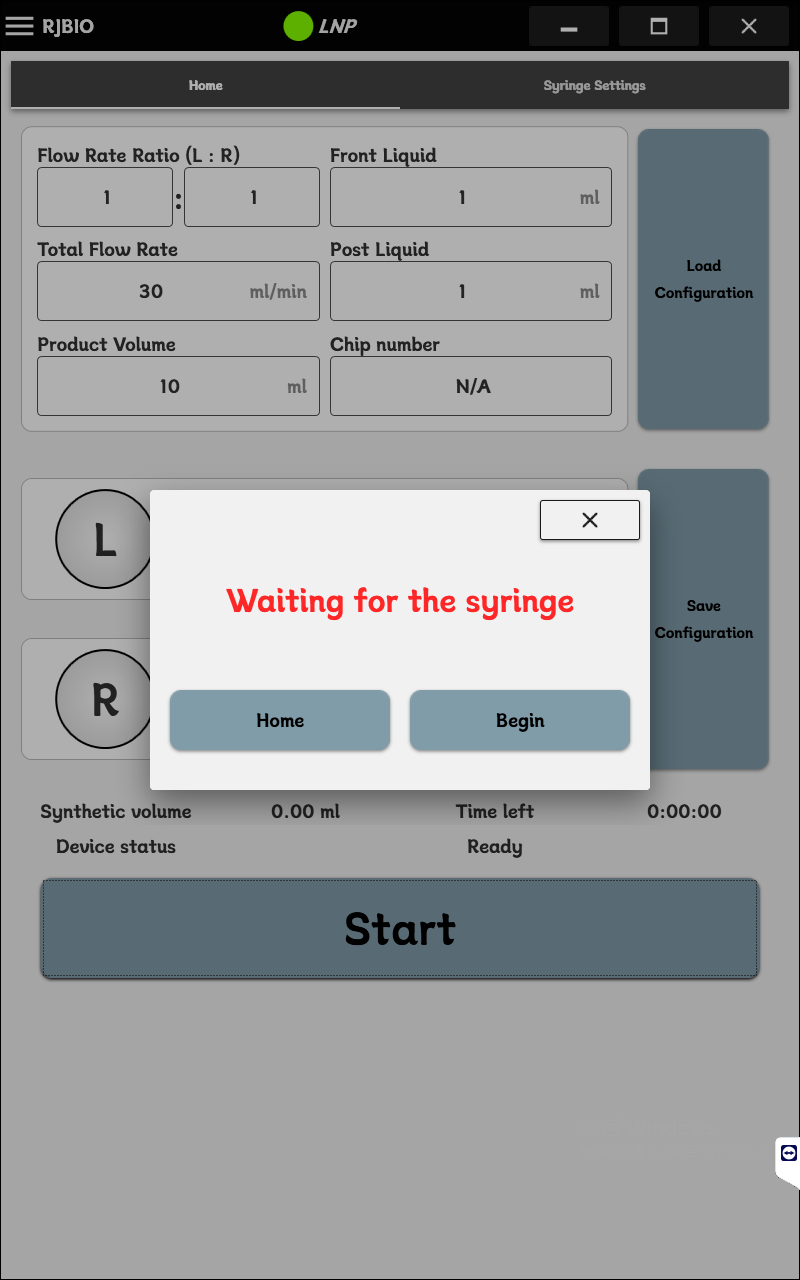 RJBIO
LNP
Home
Syringe Settings
Flow Rate Ratio (L : R)
Front Liquid
1 : 1
1 ml
Total Flow Rate
Post Liquid
30 ml/min
1 ml
Product Volume
Chip number
10 ml
N/A
Load
Configuration
L
R
Waiting for the syringe
Home
Begin
Save
Configuration
Synthetic volume 0.00 ml Time left 0:00:00
Device status Ready
Start